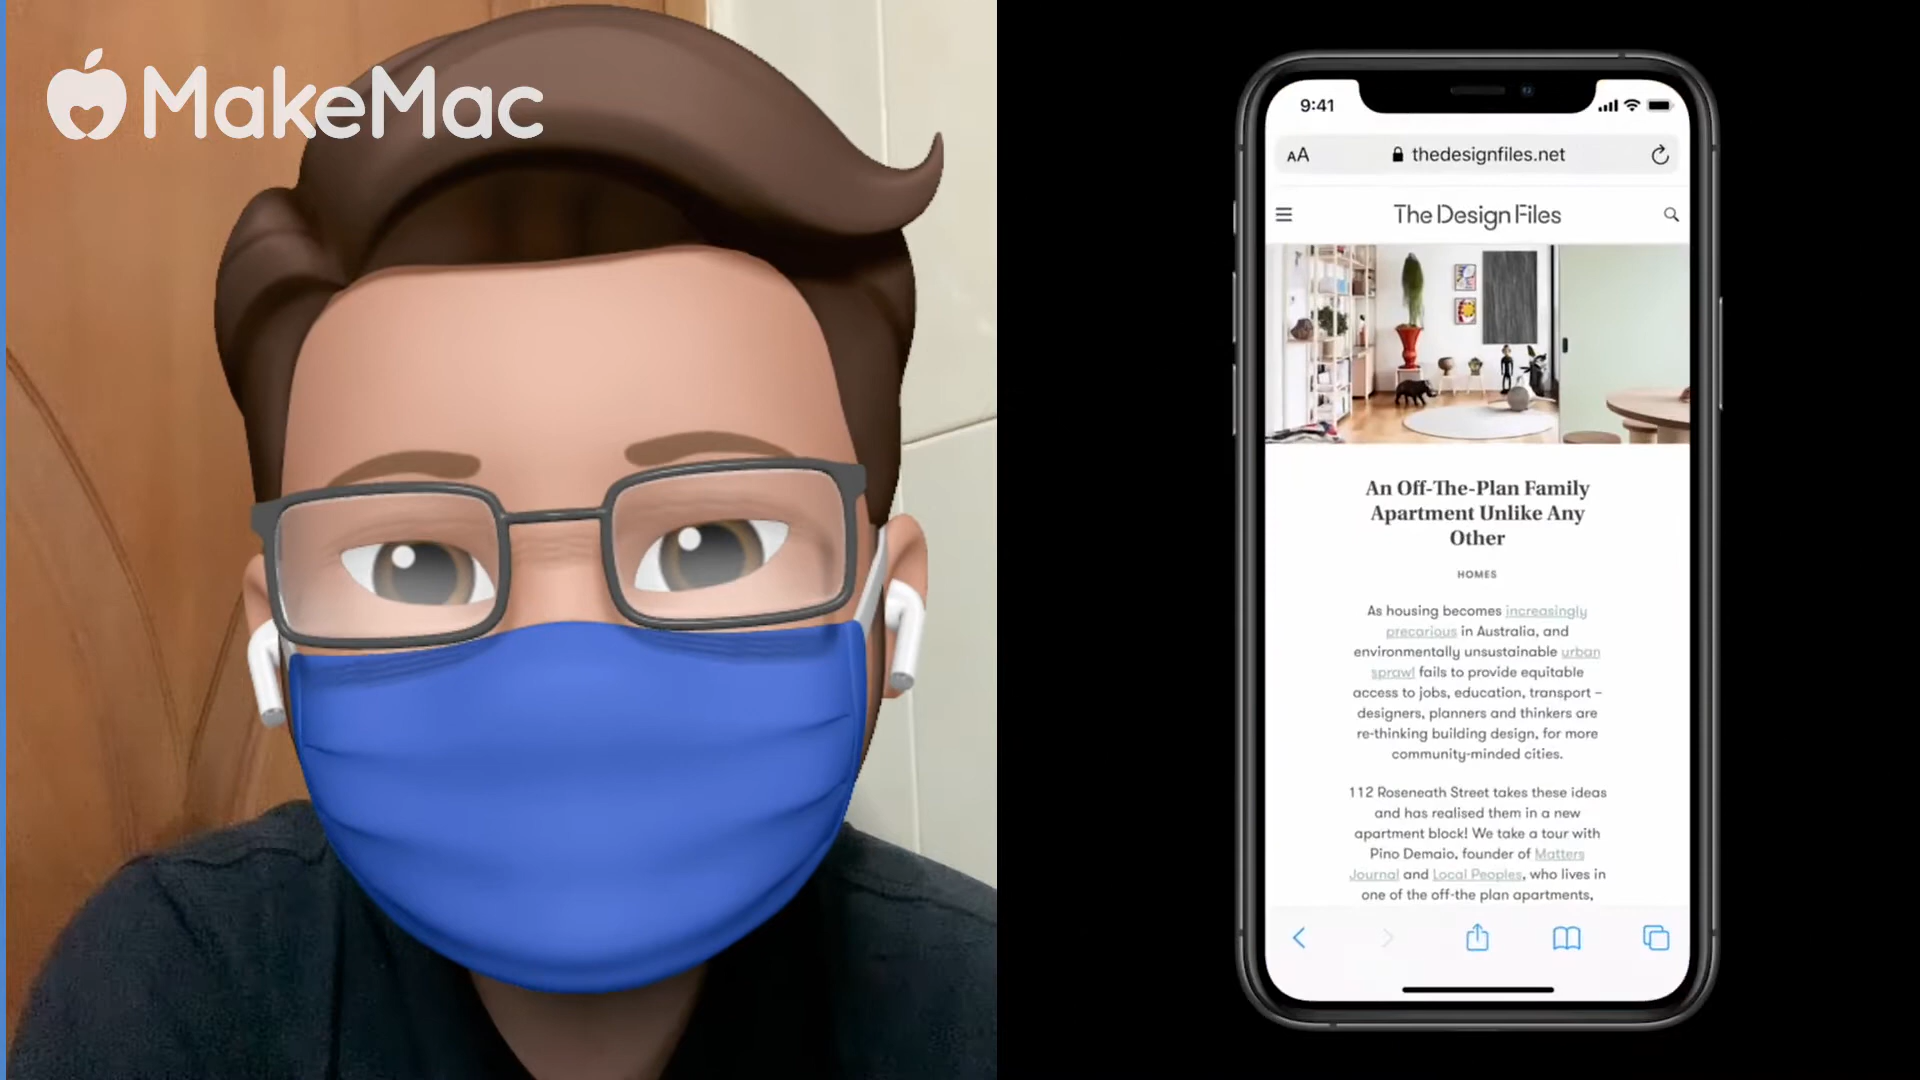 MakeMac
9:41
AA
thedesignfiles.net
The Design Files
An Off-The-Plan Family
Apartment Unlike Any
Other
HOMES
As housing becomes increasingly
precarious in Australia, and
environmentally unsustainable urban
sprawl fails to provide equitable
access to jobs, education, transport –
designers, planners and thinkers are
re-thinking building design, for more
community-minded cities.
112 Roseneath Street takes these ideas
and has realised them in a new
apartment block! We take a tour with
Pino Demaio, founder of Matters
Journal and Local Peoples, who lives in
one of the off-the plan apartments,